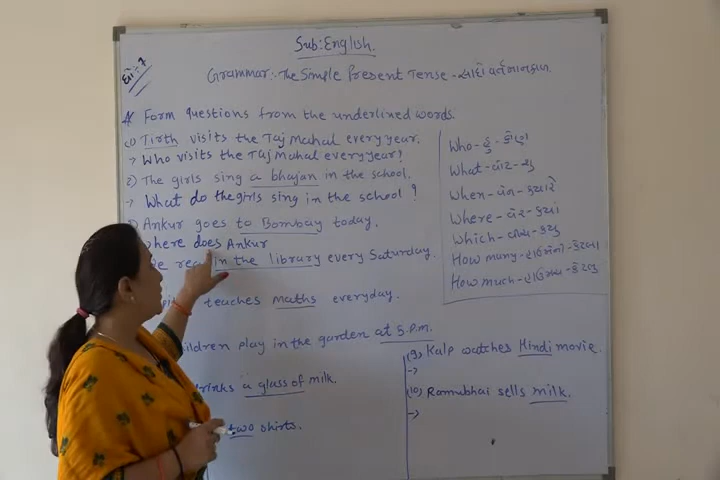 Sub: English.
Std: 7
Grammar: The Simple Present Tense - સાદો વર્તમાનકાળ
* Form questions from the underlined words.
(1) Tirth visits the Taj Mahal every year.
→ Who visits the Taj Mahal every year?
2) The girls sing a bhajan in the school.
→ What do the girls sing in the school?
Ankur goes to Bombay today.
Where does Ankur
We read in the library every Saturday.
teaches maths everyday.
children play in the garden at 5 p.m.
drinks a glass of milk.
two shirts.
Who - હુ - કોણ
What - વોટ - શું
When - વેન - ક્યારે
Where - વેર - ક્યાં
Which - વીચ - કયું
How many - હાઉ મેની - કેટલા
How much - હાઉ મચ - કેટલું
(9) Kalp watches Hindi movie.
→
(10) Ramubhai sells milk.
→